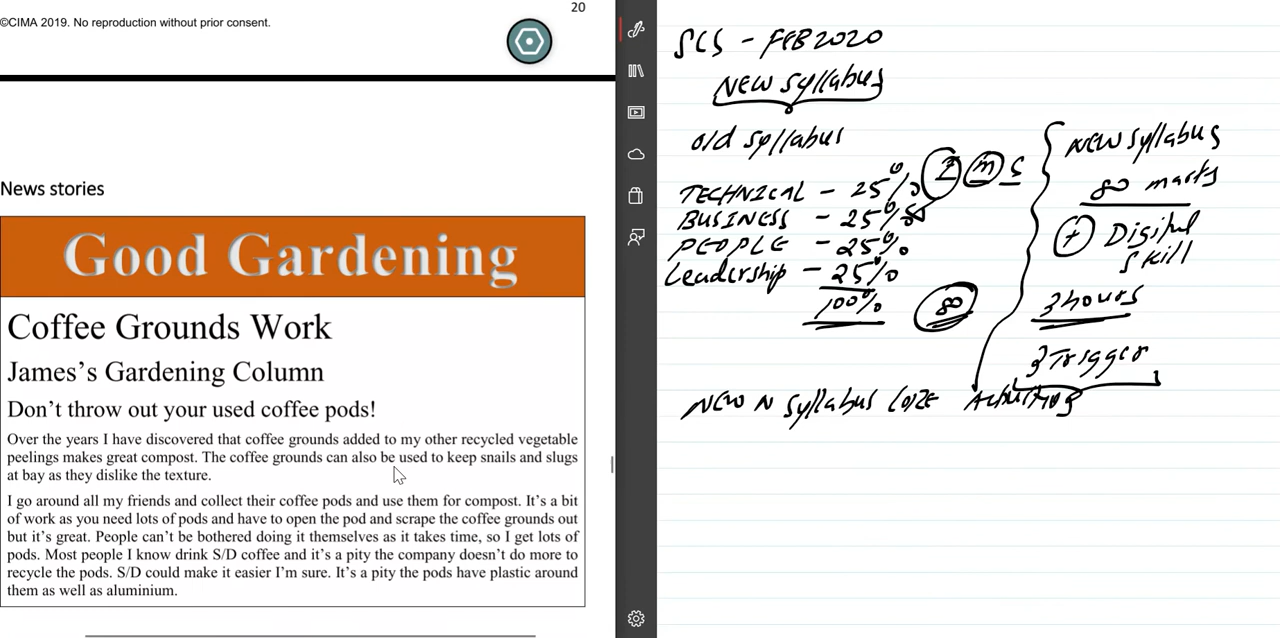 20
©CIMA 2019. No reproduction without prior consent.
News stories
Good Gardening
Coffee Grounds Work
James's Gardening Column
Don't throw out your used coffee pods!
Over the years I have discovered that coffee grounds added to my other recycled vegetable
peelings makes great compost. The coffee grounds can also be used to keep snails and slugs
at bay as they dislike the texture.
I go around all my friends and collect their coffee pods and use them for compost. It's a bit
of work as you need lots of pods and have to open the pod and scrape the coffee grounds out
but it's great. People can't be bothered doing it themselves as it takes time, so I get lots of
pods. Most people I know drink S/D coffee and it's a pity the company doesn't do more to
recycle the pods. S/D could make it easier I'm sure. It's a pity the pods have plastic around
them as well as aluminium.
SCS - FEB 2020
NEW syllabus
old syllabus
TECHNICAL - 25%
BUSINESS - 25%
PEOPLE - 25%
Leadership - 25%
100%
80
m S
NEW syllabus
80 marks
+ Digital
Skill
3 hours
3 Trigger
NEW syllabus